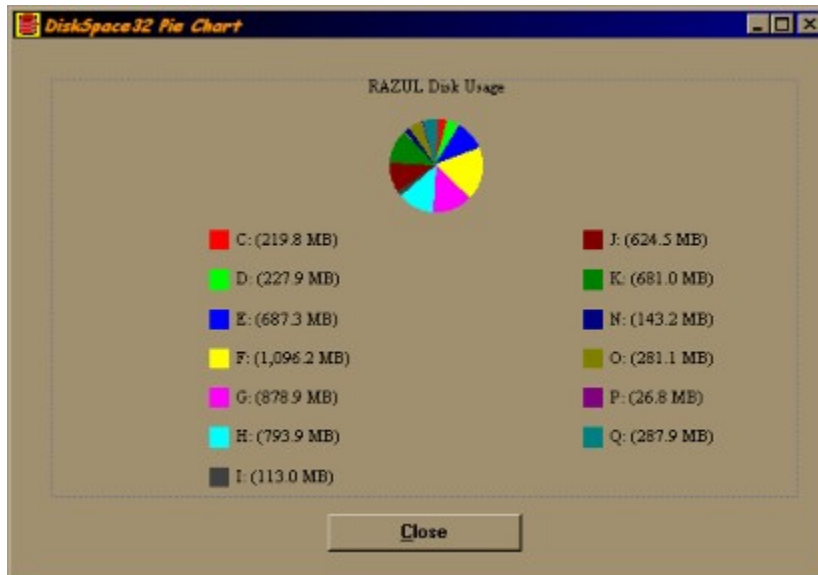 DiskSpace32 Pie Chart
RAZUL Disk Usage
C: (219.8 MB)
D: (227.9 MB)
E: (687.3 MB)
F: (1,096.2 MB)
G: (878.9 MB)
H: (793.9 MB)
I: (113.0 MB)
J: (624.5 MB)
K: (681.0 MB)
N: (143.2 MB)
O: (281.1 MB)
P: (26.8 MB)
Q: (287.9 MB)
Close